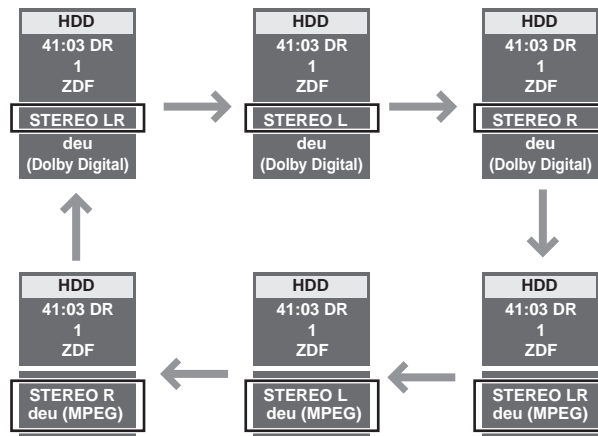 HDD
41:03 DR
1
ZDF
STEREO LR
deu
(Dolby Digital)
HDD
41:03 DR
1
ZDF
STEREO L
deu
(Dolby Digital)
HDD
41:03 DR
1
ZDF
STEREO R
deu
(Dolby Digital)
HDD
41:03 DR
1
ZDF
STEREO R
deu (MPEG)
HDD
41:03 DR
1
ZDF
STEREO L
deu (MPEG)
HDD
41:03 DR
1
ZDF
STEREO LR
deu (MPEG)